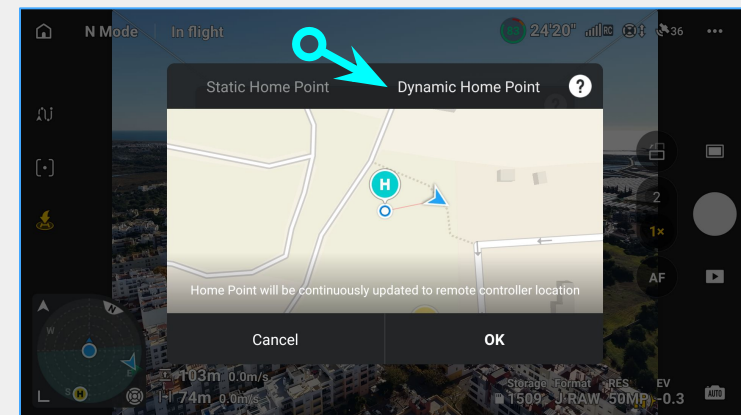 N Mode In flight 83 24'20" RC 36
Static Home Point Dynamic Home Point ?
H
2
1×
Home Point will be continuously updated to remote controller location
AF
Cancel OK
N
W
E
S H
103m 0.0m/s
74m 0.0m/s
Storage Format RES EV
1509 J RAW 50MP -0.3
AUTO